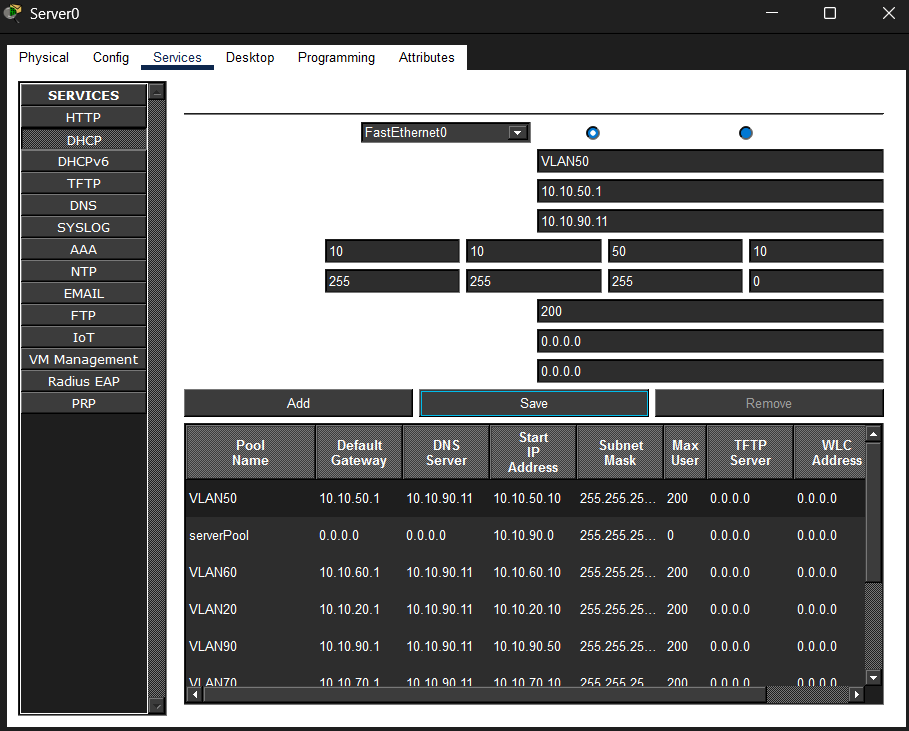 Server0
Physical Config Services Desktop Programming Attributes
SERVICES
HTTP
DHCP
DHCPv6
TFTP
DNS
SYSLOG
AAA
NTP
EMAIL
FTP
IoT
VM Management
Radius EAP
PRP
FastEthernet0
VLAN50
10.10.50.1
10.10.90.11
10 10 50 10
255 255 255 0
200
0.0.0.0
0.0.0.0
Add Save Remove
Pool Name Default Gateway DNS Server Start IP Address Subnet Mask Max User TFTP Server WLC Address
VLAN50 10.10.50.1 10.10.90.11 10.10.50.10 255.255.25... 200 0.0.0.0 0.0.0.0
serverPool 0.0.0.0 0.0.0.0 10.10.90.0 255.255.25... 0 0.0.0.0 0.0.0.0
VLAN60 10.10.60.1 10.10.90.11 10.10.60.10 255.255.25... 200 0.0.0.0 0.0.0.0
VLAN20 10.10.20.1 10.10.90.11 10.10.20.10 255.255.25... 200 0.0.0.0 0.0.0.0
VLAN90 10.10.90.1 10.10.90.11 10.10.90.50 255.255.25... 200 0.0.0.0 0.0.0.0
VLAN70 10.10.70.1 10.10.90.11 10.10.70.10 255.255.25... 200 0.0.0.0 0.0.0.0